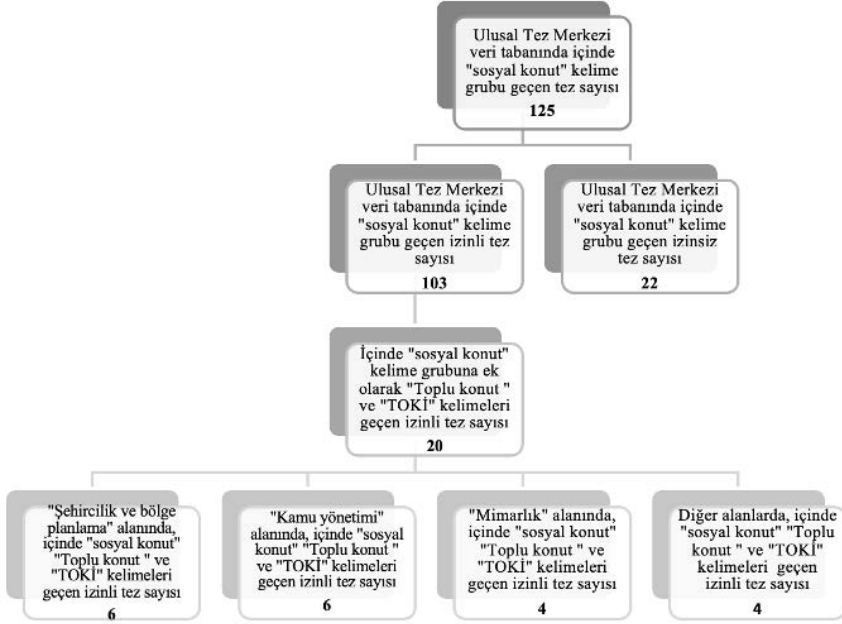 Ulusal Tez Merkezi
veri tabanında içinde
"sosyal konut" kelime
grubu geçen tez sayısı
125
Ulusal Tez Merkezi
veri tabanında içinde
"sosyal konut" kelime
grubu geçen izinli tez
sayısı
103
Ulusal Tez Merkezi
veri tabanında içinde
"sosyal konut" kelime
grubu geçen izinsiz
tez sayısı
22
İçinde "sosyal konut"
kelime grubuna ek
olarak "Toplu konut "
ve "TOKİ" kelimeleri
geçen izinli tez sayısı
20
"Şehircilik ve bölge
planlama" alanında,
içinde "sosyal konut"
"Toplu konut " ve
"TOKİ" kelimeleri
geçen izinli tez sayısı
6
"Kamu yönetimi"
alanında, içinde "sosyal
konut" "Toplu konut "
ve "TOKİ" kelimeleri
geçen izinli tez sayısı
6
"Mimarlık" alanında,
içinde "sosyal konut"
"Toplu konut " ve
"TOKİ" kelimeleri
geçen izinli tez sayısı
4
Diğer alanlarda, içinde
"sosyal konut" "Toplu
konut " ve "TOKİ"
kelimeleri geçen
izinli tez sayısı
4